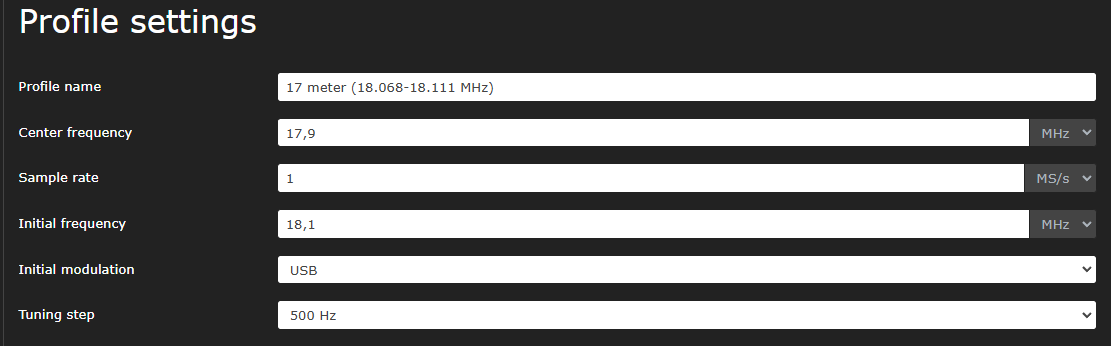 Profile settings
Profile name 17 meter (18.068-18.111 MHz)
Center frequency 17,9 MHz
Sample rate 1 MS/s
Initial frequency 18,1 MHz
Initial modulation USB
Tuning step 500 Hz